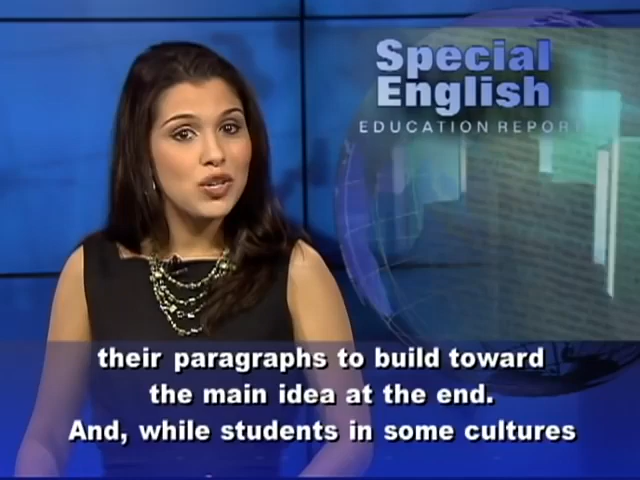 Special
English
EDUCATION REPORT
their paragraphs to build toward
the main idea at the end.
And, while students in some cultures